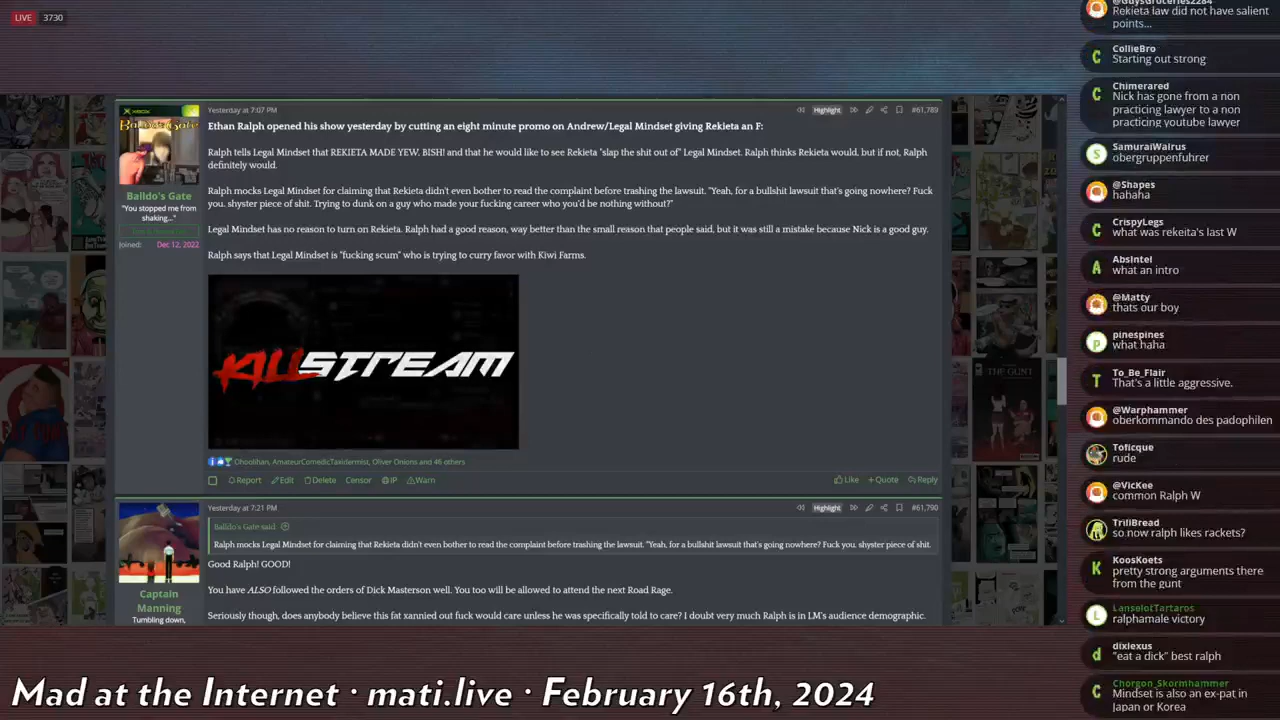 LIVE 3730
Yesterday at 7:07 PM
Highlight
#61,789
Balldo's Gate
"You stopped me from
shaking..."
Joined: Dec 12, 2022
Ethan Ralph opened his show yesterday by cutting an eight minute promo on Andrew/Legal Mindset giving Rekieta an F:
Ralph tells Legal Mindset that REKIETA MADE YEW, BISH! and that he would like to see Rekieta "slap the shit out of" Legal Mindset. Ralph thinks Rekieta would, but if not, Ralph
definitely would.
Ralph mocks Legal Mindset for claiming that Rekieta didn't even bother to read the complaint before trashing the lawsuit. "Yeah, for a bullshit lawsuit that's going nowhere? Fuck
you, shyster piece of shit. Trying to dunk on a guy who made your fucking career who you'd be nothing without?"
Legal Mindset has no reason to turn on Rekieta. Ralph had a good reason, way better than the small reason that people said, but it was still a mistake because Nick is a good guy.
Ralph says that Legal Mindset is "fucking scum" who is trying to curry favor with Kiwi Farms.
KILLSTREAM
Ohoolihan, AmateurComedicTaxidermist, Oliver Onions and 46 others
Report Edit Delete Censor IP Warn
Like + Quote Reply
Yesterday at 7:21 PM
Highlight
#61,790
Captain
Manning
Tumbling down,
Balldo's Gate said:
Ralph mocks Legal Mindset for claiming that Rekieta didn't even bother to read the complaint before trashing the lawsuit. "Yeah, for a bullshit lawsuit that's going nowhere? Fuck you, shyster piece of shit.
Good Ralph! GOOD!
You have ALSO followed the orders of Dick Masterson well. You too will be allowed to attend the next Road Rage.
Seriously though, does anybody believe this fat xannied out fuck would care unless he was specifically told to care? I doubt very much Ralph is in LM's audience demographic.
THE GUNT
@GuysGroceries2284
Rekieta law did not have salient
points...
CollieBro
Starting out strong
Chimerared
Nick has gone from a non
practicing lawyer to a non
practicing youtube lawyer
SamuraiWalrus
obergruppenfuhrer
@Shapes
hahaha
CrispyLegs
what was rekeita's last W
AbsIntel
what an intro
@Matty
thats our boy
pinespines
what haha
To_Be_Flair
That's a little aggressive.
@Warphammer
oberkommando des padophilen
Toficque
rude
@VicKee
common Ralph W
TriliBread
so now ralph likes rackets?
KoosKoets
pretty strong arguments there
from the gunt
LanselotTartaros
ralphamale victory
dixlexus
"eat a dick" best ralph
Chorgon_Skormhammer
Mindset is also an ex-pat in
Japan or Korea
Mad at the Internet · mati.live · February 16th, 2024